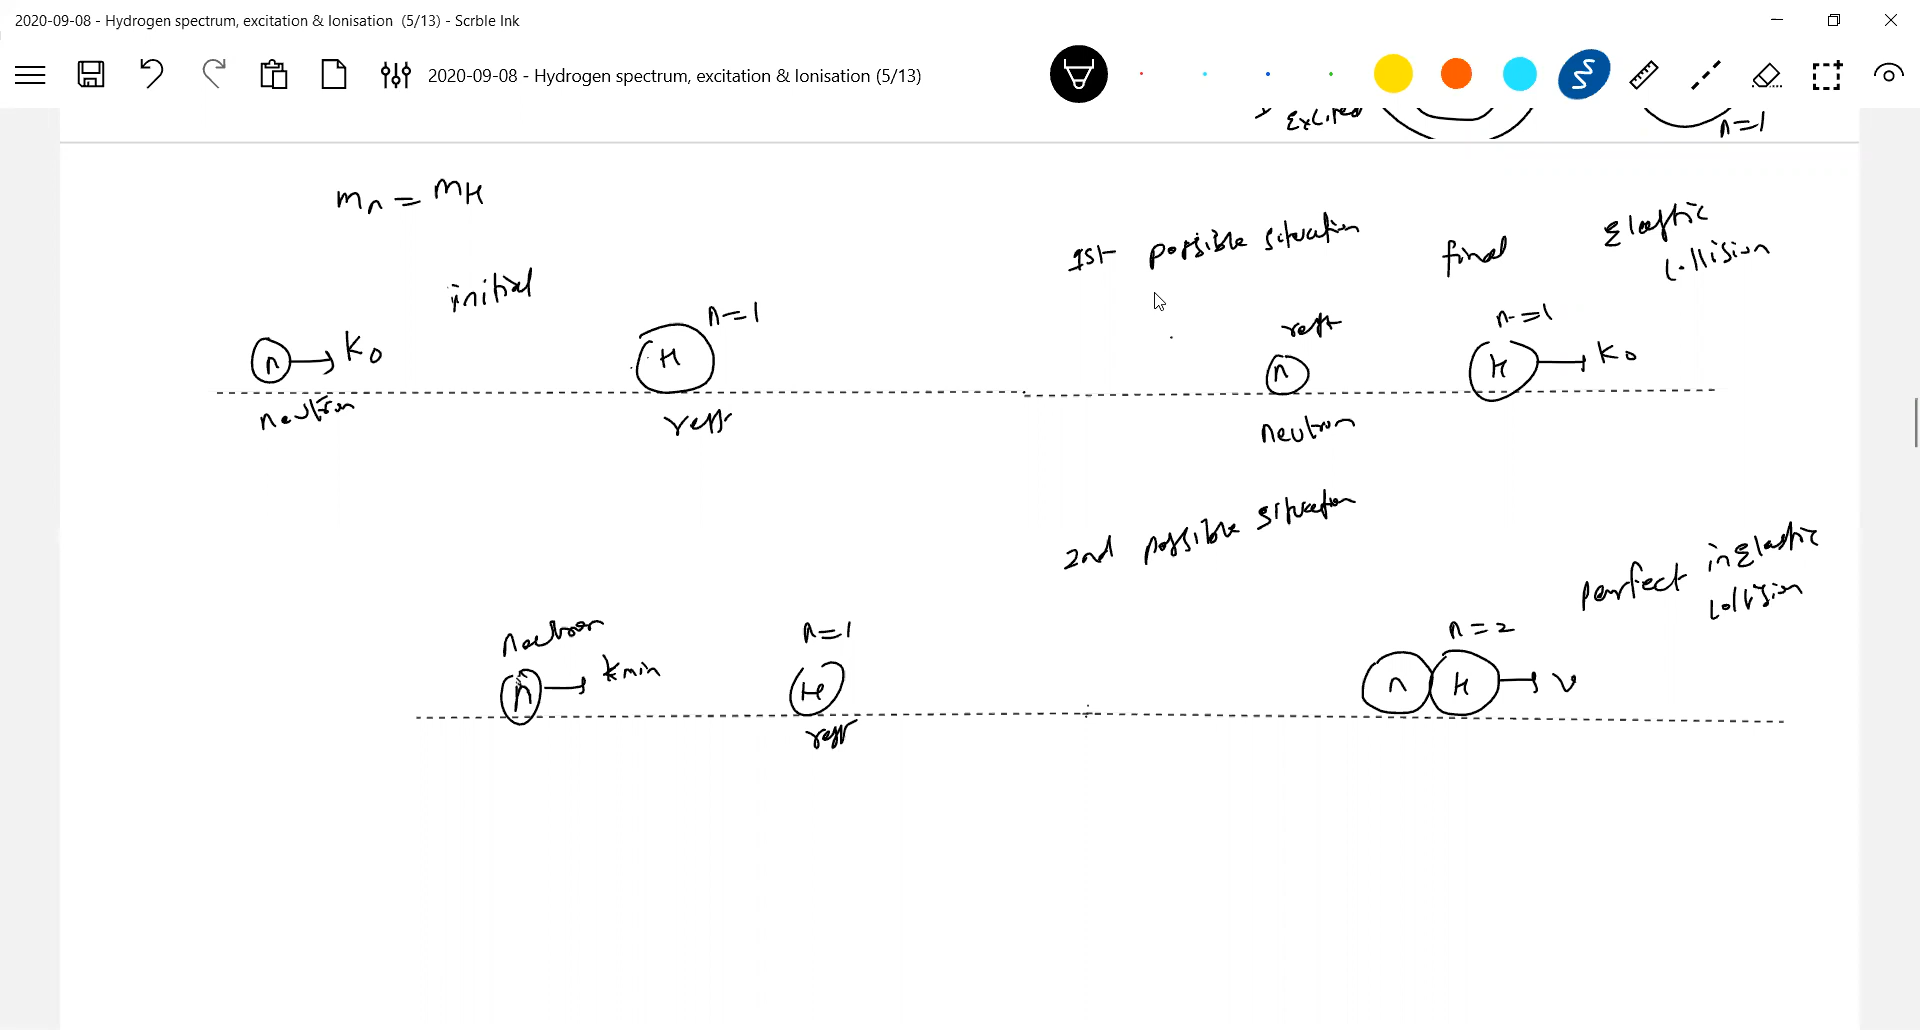 2020-09-08 - Hydrogen spectrum, excitation & Ionisation (5/13) - Scrble Ink
2020-09-08 - Hydrogen spectrum, excitation & Ionisation (5/13)
Excited
n=1
mn = mH
1st possible situation
final
Elastic
collision
initial
n=1
rest
n=1
n → K0
H
n
H → K0
neutron
rest
neutron
2nd possible situation
perfect inElastic
collision
neutron
n=1
n=2
n → kmin
H
n H → v
rest